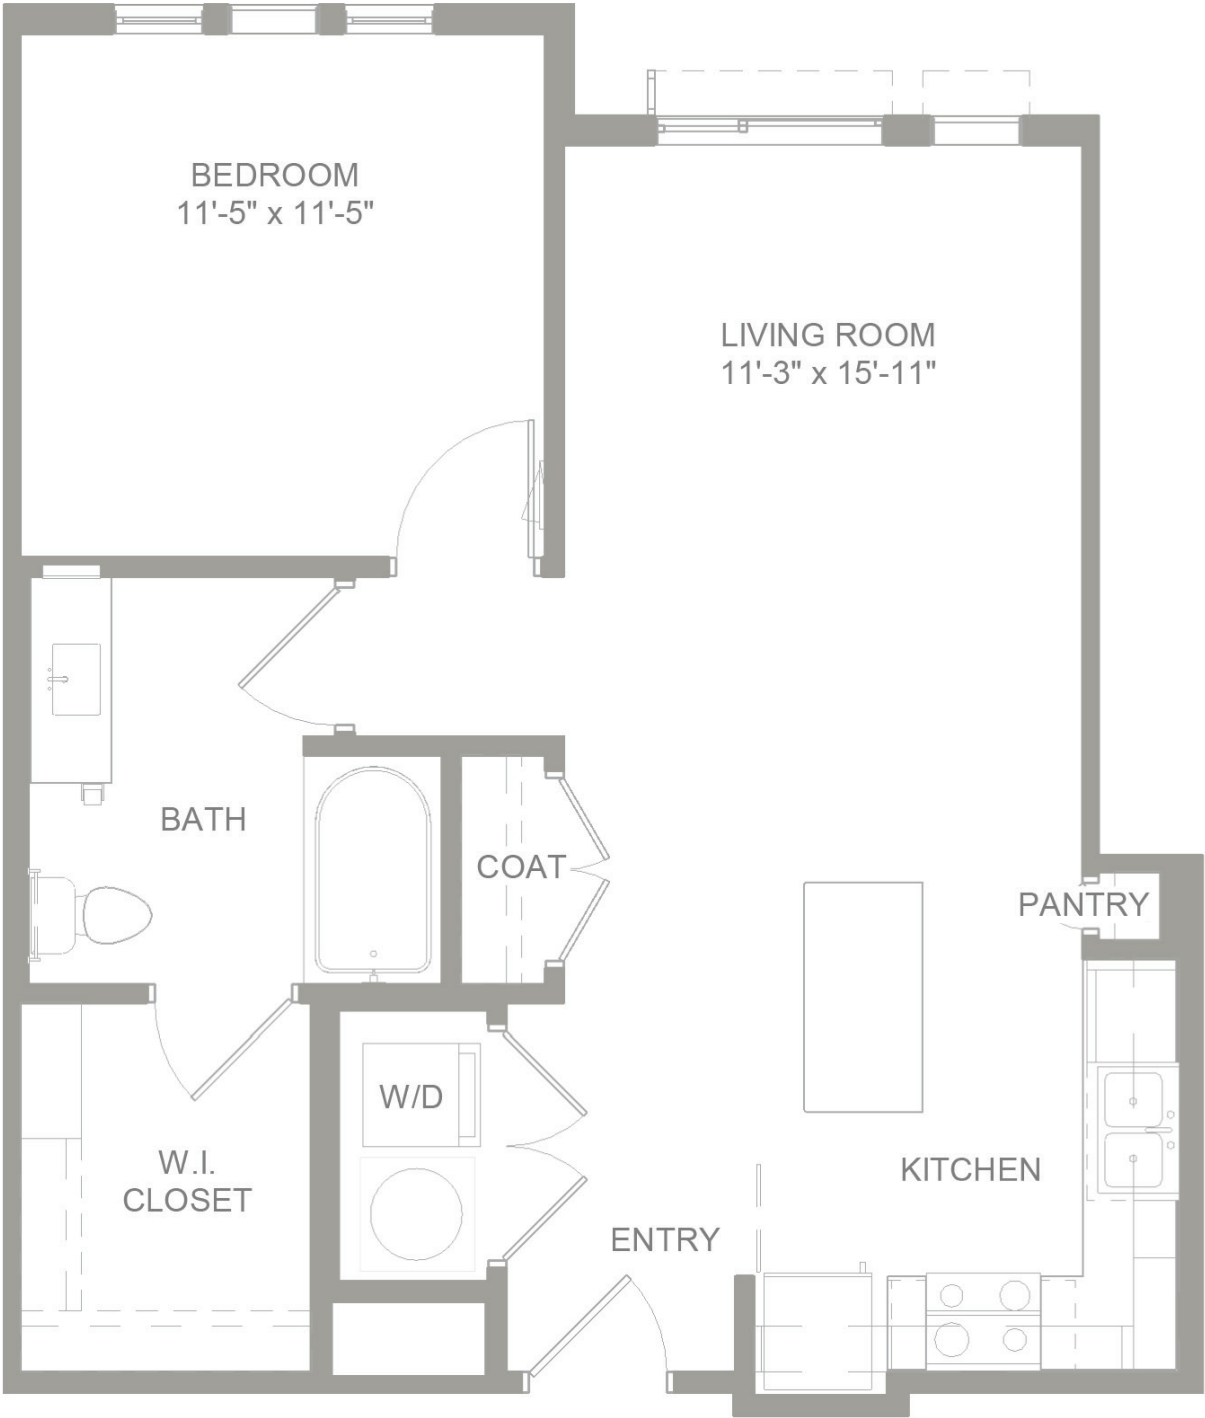 BEDROOM
11'-5" x 11'-5"
LIVING ROOM
11'-3" x 15'-11"
BATH
COAT
PANTRY
W/D
W.I.
CLOSET
KITCHEN
ENTRY